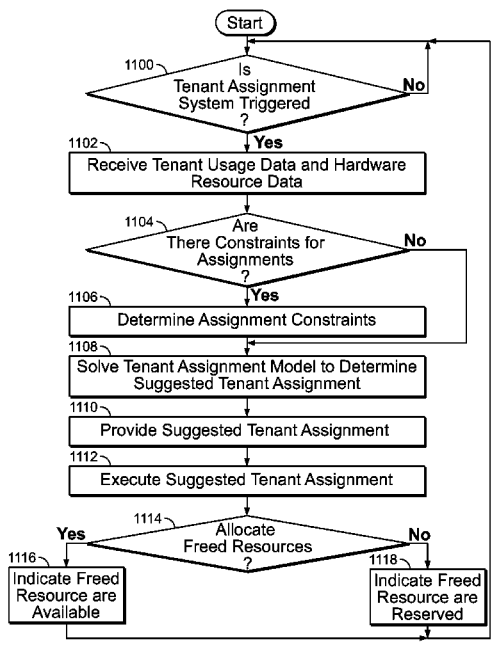 Start
1100
Is
Tenant Assignment
System Triggered
?
No
Yes
1102
Receive Tenant Usage Data and Hardware
Resource Data
1104
Are
There Constraints for
Assignments
?
No
Yes
1106
Determine Assignment Constraints
1108
Solve Tenant Assignment Model to Determine
Suggested Tenant Assignment
1110
Provide Suggested Tenant Assignment
1112
Execute Suggested Tenant Assignment
1114
Allocate
Freed Resources
?
Yes
No
1116
Indicate Freed
Resource are
Available
1118
Indicate Freed
Resource are
Reserved